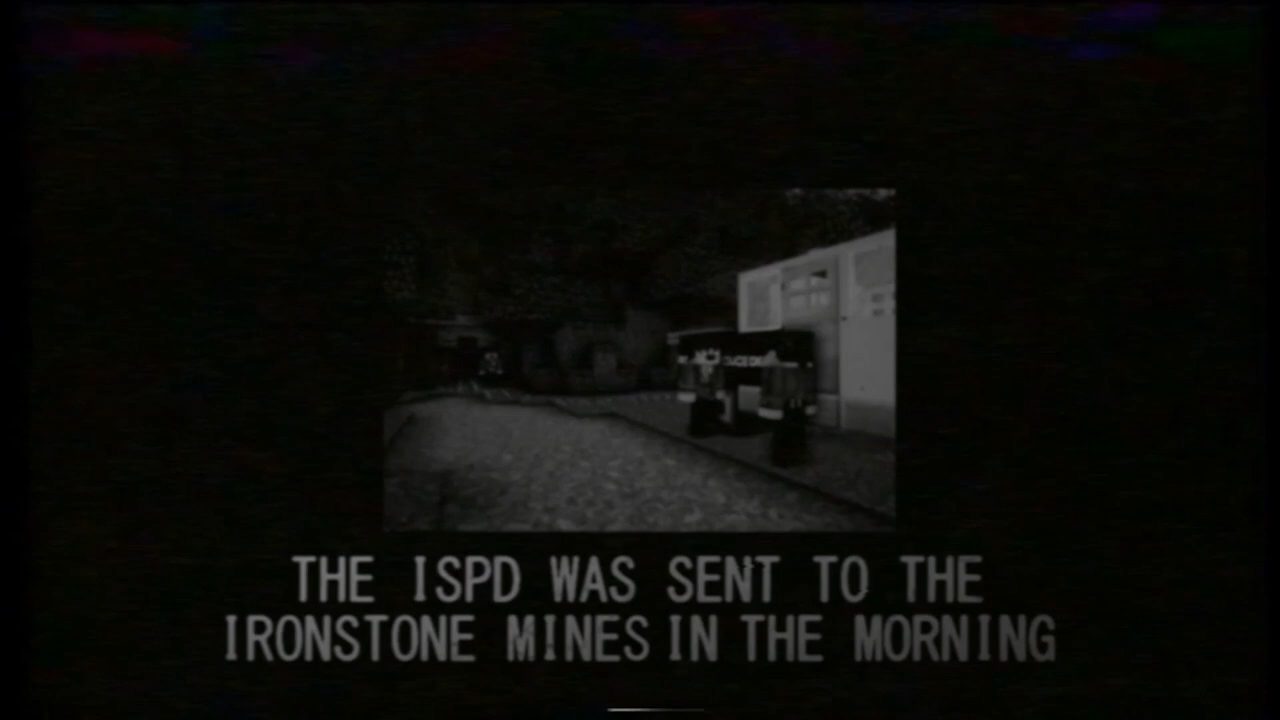 THE ISPD WAS SENT TO THE
IRONSTONE MINES IN THE MORNING